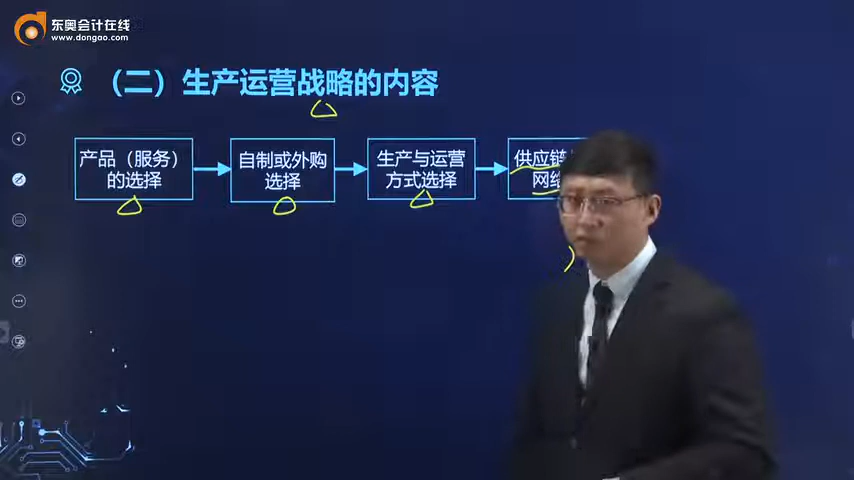 东奥会计在线
www.dongao.com
（二）生产运营战略的内容
产品（服务）
的选择
自制或外购
选择
生产与运营
方式选择
供应链
网络